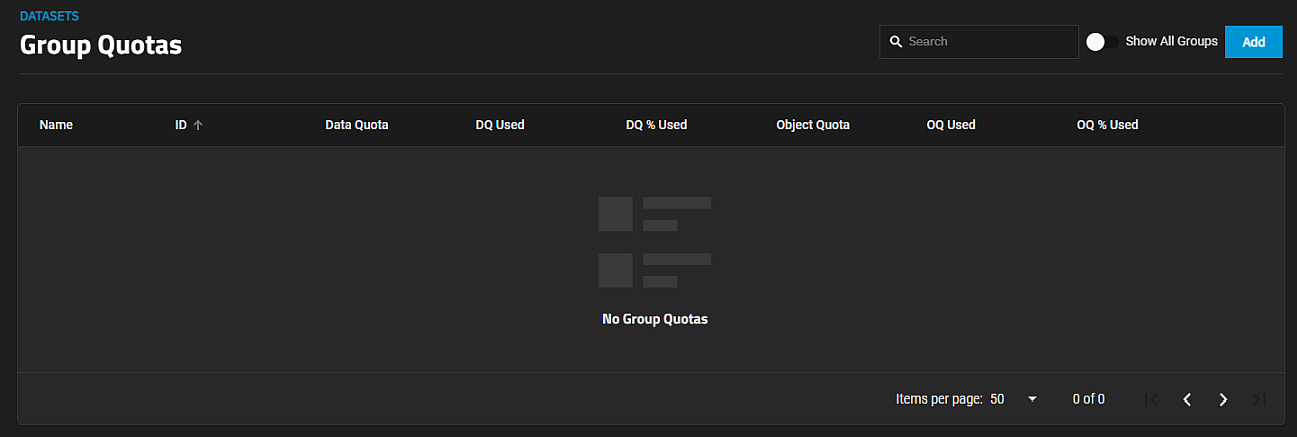 DATASETS
Group Quotas
Search
Show All Groups
Add
Name ID Data Quota DQ Used DQ % Used Object Quota OQ Used OQ % Used
No Group Quotas
Items per page: 50 0 of 0